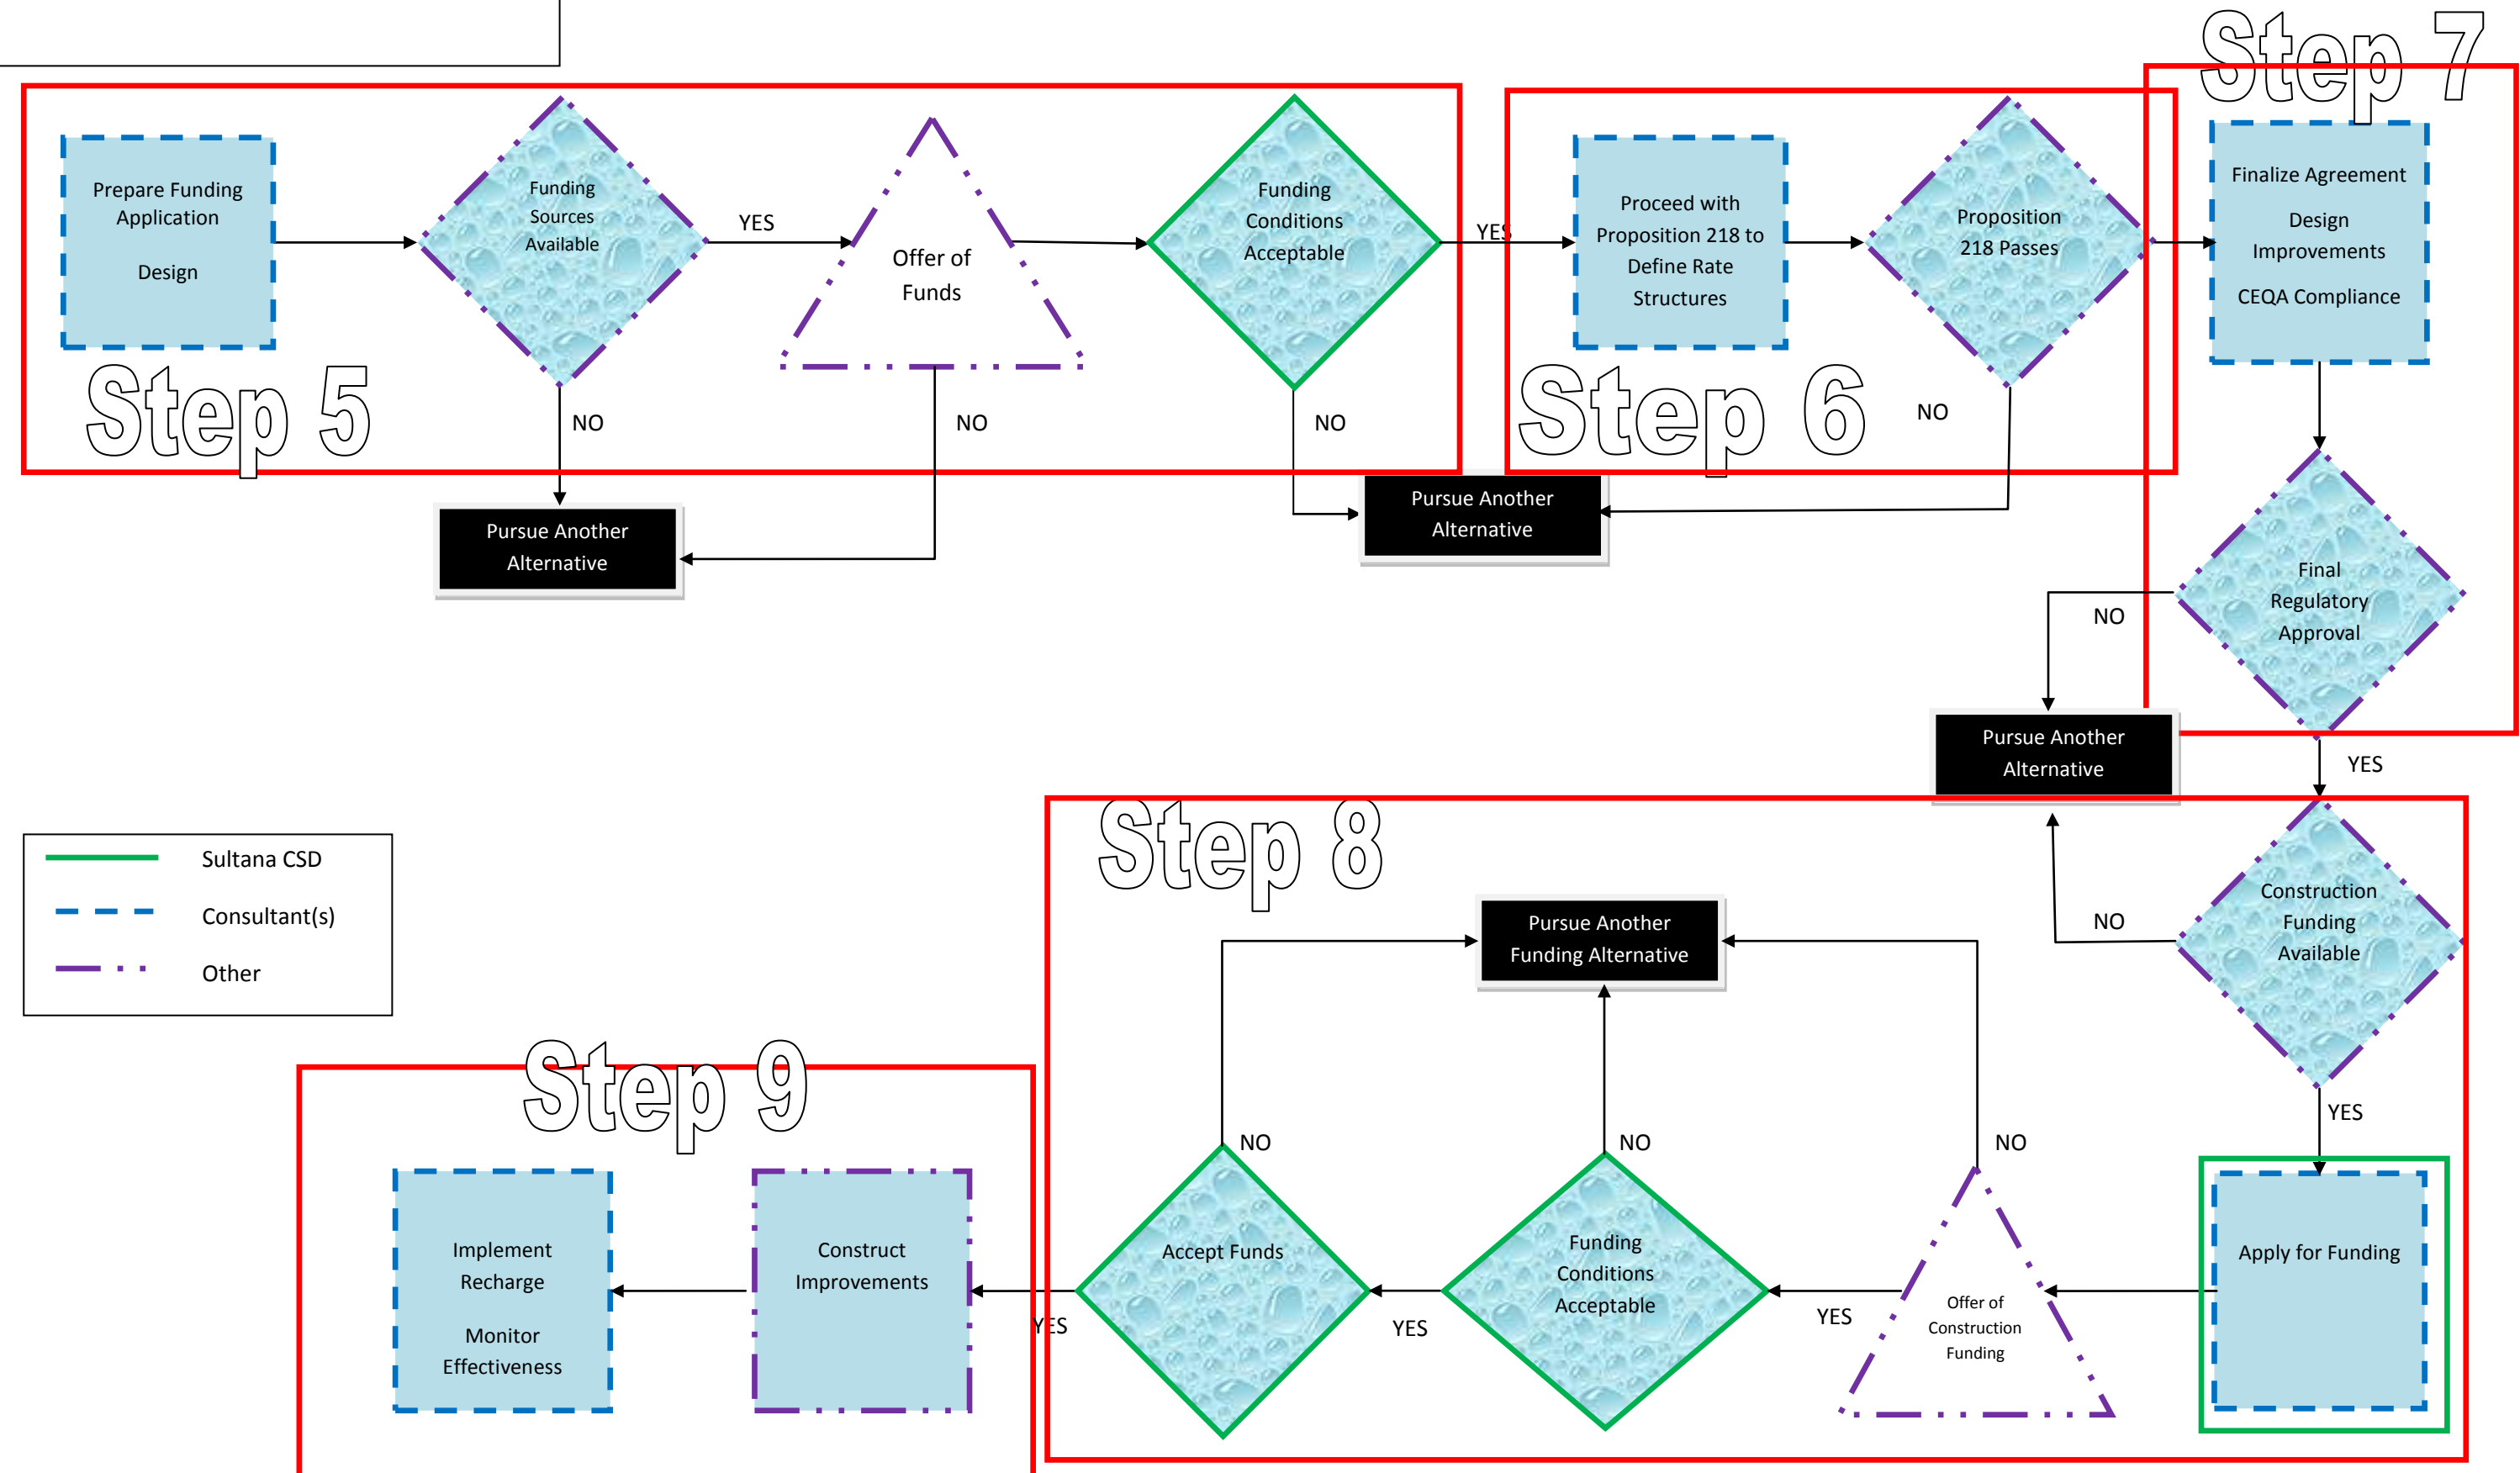 Step 7
Prepare Funding
Application
Design
Funding
Sources
Available
YES
Offer of
Funds
Funding
Conditions
Acceptable
YES
Proceed with
Proposition 218 to
Define Rate
Structures
Proposition
218 Passes
Finalize Agreement
Design
Improvements
CEQA Compliance
Step 5
NO
NO
NO
Step 6
NO
Pursue Another
Alternative
Pursue Another
Alternative
Final
Regulatory
Approval
NO
Pursue Another
Alternative
YES
Sultana CSD
Consultant(s)
Other
Step 8
Construction
Funding
Available
NO
Pursue Another
Funding Alternative
YES
Step 9
NO
NO
NO
Implement
Recharge
Monitor
Effectiveness
Construct
Improvements
YES
Accept Funds
YES
Funding
Conditions
Acceptable
YES
Offer of
Construction
Funding
Apply for Funding